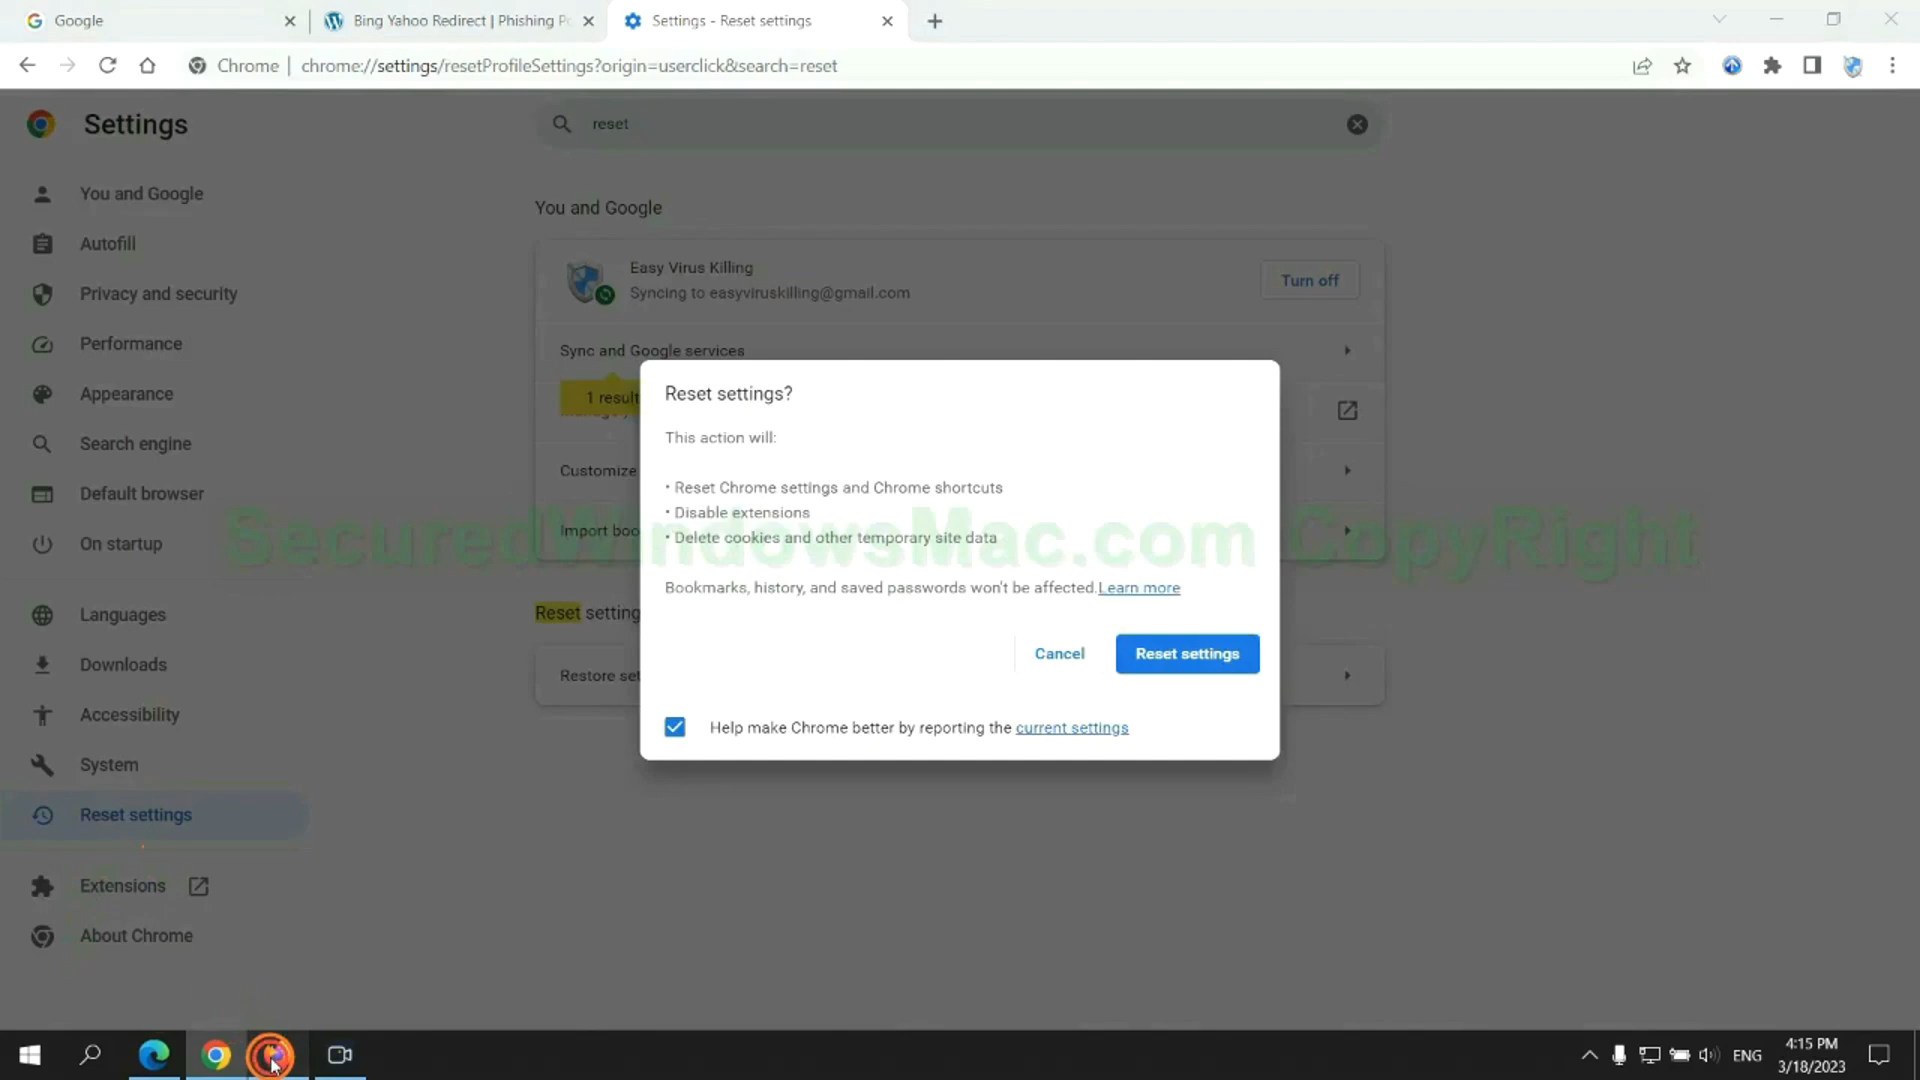 Google
Bing Yahoo Redirect | Phishing Po
Settings - Reset settings
Chrome | chrome://settings/resetProfileSettings?origin=userclick&search=reset
Settings
reset
You and Google
Autofill
Privacy and security
Performance
Appearance
Search engine
Default browser
On startup
Languages
Downloads
Accessibility
System
Reset settings
Extensions
About Chrome
You and Google
Easy Virus Killing
Syncing to easyviruskilling@gmail.com
Turn off
Sync and Google services
1 result
Customize
Import boo
Reset setting
Restore set
Reset settings?
This action will:
• Reset Chrome settings and Chrome shortcuts
• Disable extensions
• Delete cookies and other temporary site data
Bookmarks, history, and saved passwords won't be affected. Learn more
Cancel
Reset settings
Help make Chrome better by reporting the current settings
SecuredWindowsMac.com CopyRight
ENG
4:15 PM
3/18/2023